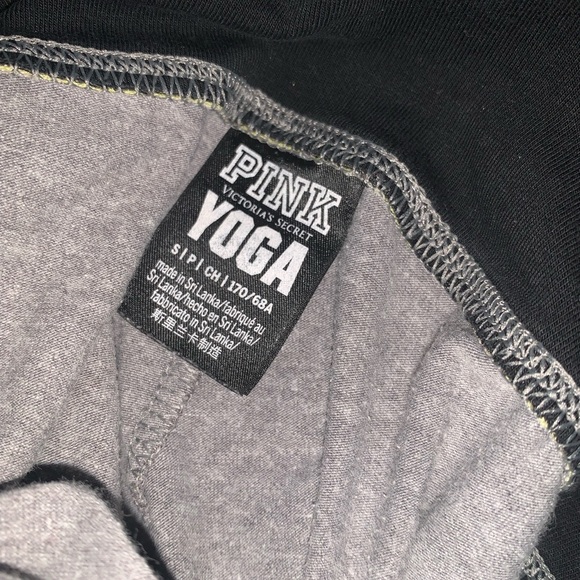 PINK
VICTORIA'S SECRET
YOGA
S | P | CH | 170/68A
made in Sri Lanka/fabriqué au
Sri Lanka/hecho en Sri Lanka/
fabbricato in Sri Lanka/
斯里兰卡制造